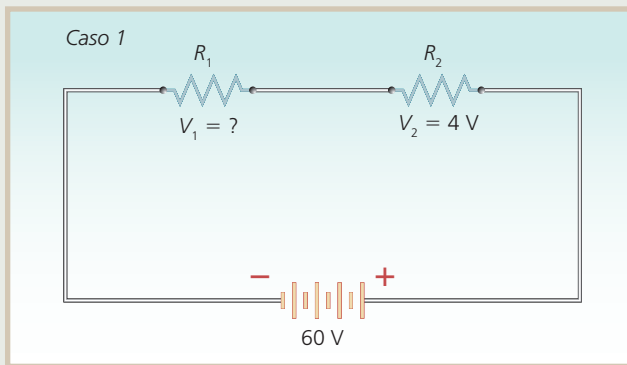 Caso 1
R₁ R₂
V₁ = ? V₂ = 4 V
− +
60 V